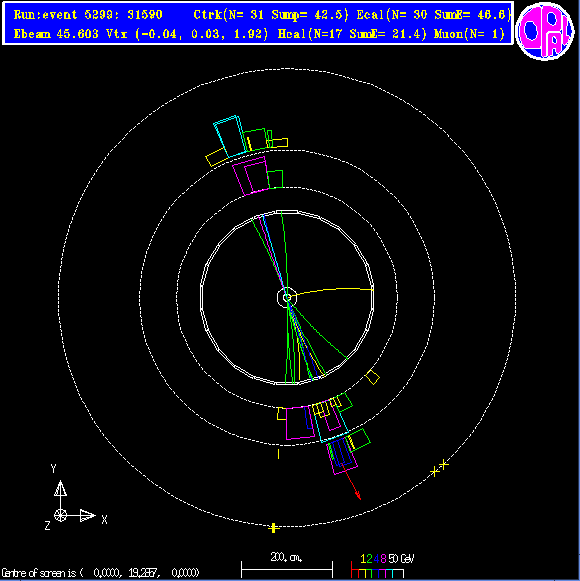 Run:event 5299: 31590 Ctrk(N= 31 Sump= 42.5) Ecal(N= 30 SumE= 46.6)
Ebeam 45.603 Vtx (-0.04, 0.03, 1.92) Hcal(N=17 SumE= 21.4) Muon(N= 1)
OPAL
Y
X
Z
200. cm.
1 2 4 8 50 GeV
Centre of screen is ( 0.0000, 19.2857, 0.0000)